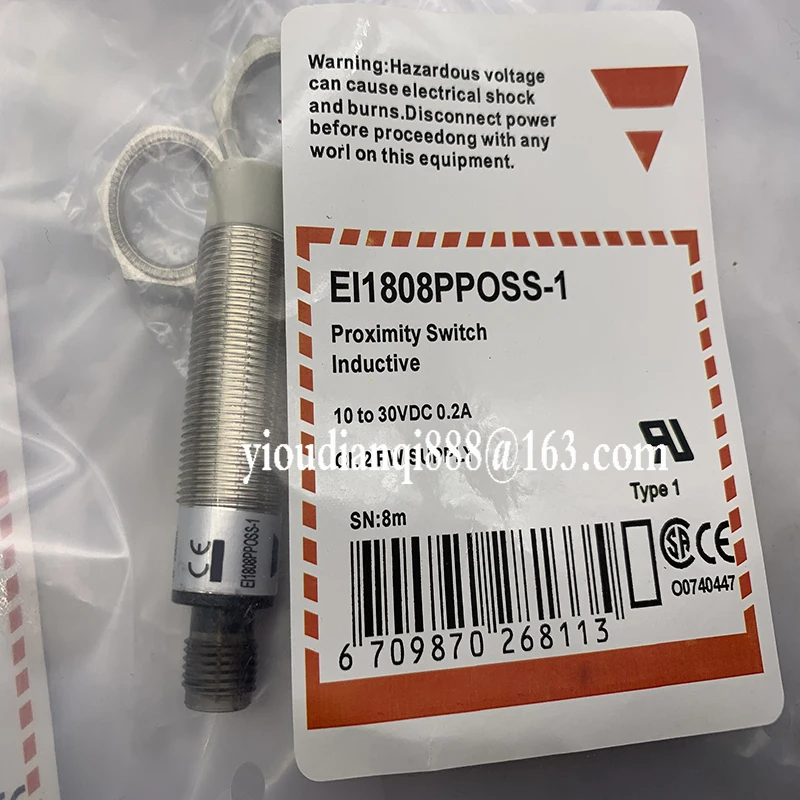 Warning:Hazardous voltage
can cause electrical shock
and burns.Disconnect power
before proceedong with any
worl on this equipment.
EI1808PPOSS-1
Proximity Switch
Inductive
10 to 30VDC 0.2A
yioudianqi888@163.com
SUPPLY
Type 1
SN:8m
SA CE
O0740447
6 709870 268113
CE
EI1808PPOSS-1